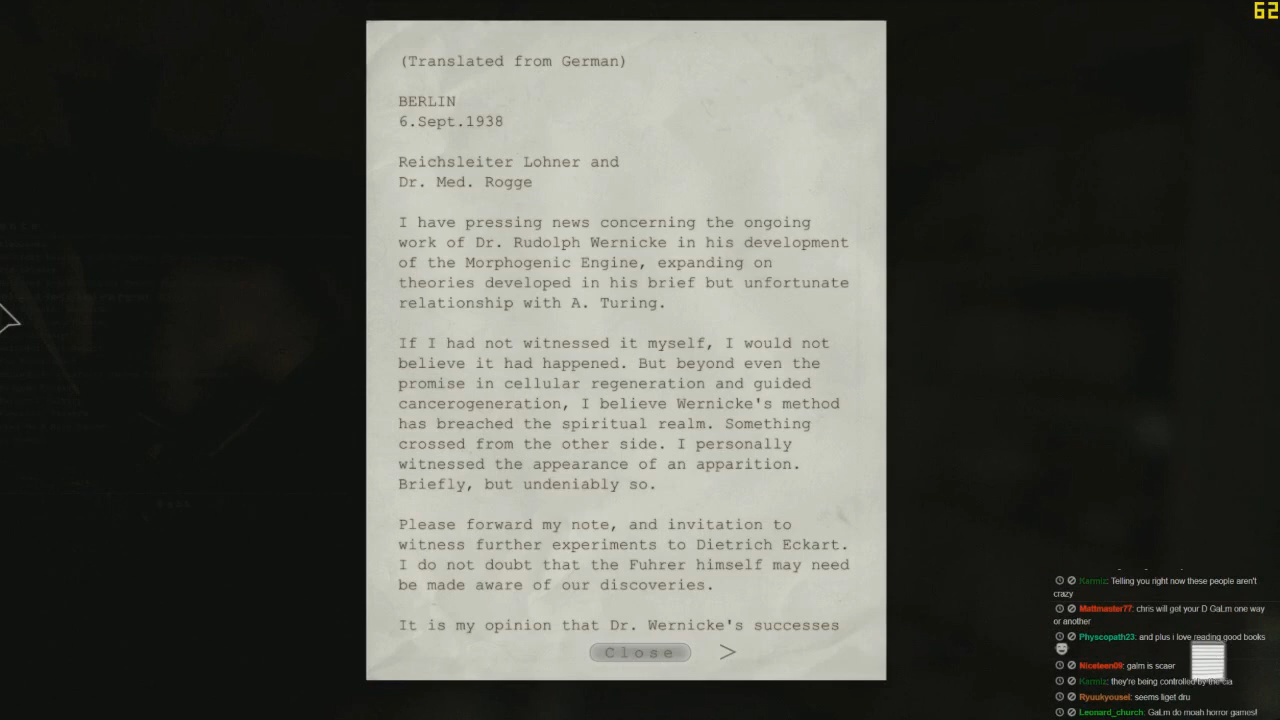 62
(Translated from German)
BERLIN
6.Sept.1938
Reichsleiter Lohner and
Dr. Med. Rogge
I have pressing news concerning the ongoing
work of Dr. Rudolph Wernicke in his development
of the Morphogenic Engine, expanding on
theories developed in his brief but unfortunate
relationship with A. Turing.
If I had not witnessed it myself, I would not
believe it had happened. But beyond even the
promise in cellular regeneration and guided
cancerogeneration, I believe Wernicke's method
has breached the spiritual realm. Something
crossed from the other side. I personally
witnessed the appearance of an apparition.
Briefly, but undeniably so.
Please forward my note, and invitation to
witness further experiments to Dietrich Eckart.
I do not doubt that the Fuhrer himself may need
be made aware of our discoveries.
It is my opinion that Dr. Wernicke's successes
Close >
Karmiz: Telling you right now these people aren't
crazy
Mattmaster77: chris will get your D GaLm one way
or another
Physcopath23: and plus i love reading good books
Niceteen09: galm is scaer
Karmiz: they're being controlled by the cia
Ryuukyousei: seems liget dru
Leonard_church: GaLm do moah horror games!